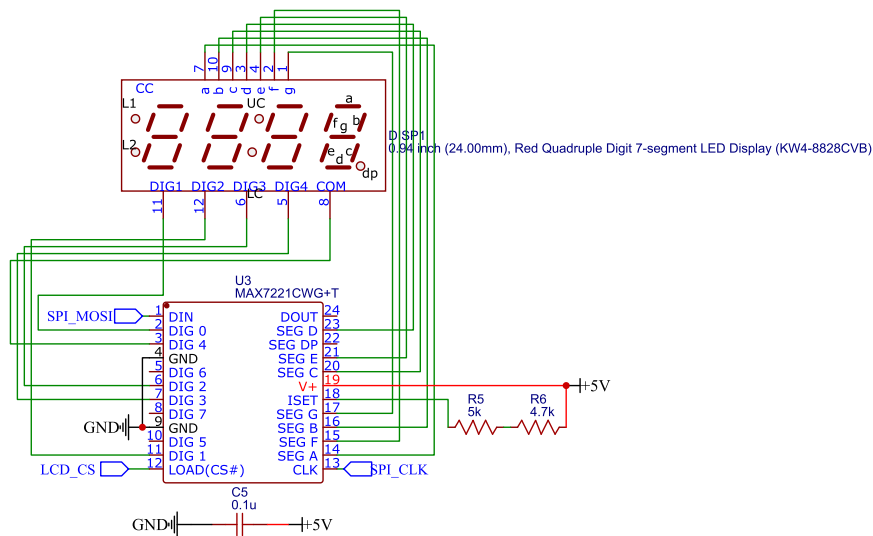 7 10 9 3 4 2 1
a b c d e f g
CC
L1 UC a
f g b
L2 e d c
dp
DISP1
0.94 inch (24.00mm), Red Quadruple Digit 7-segment LED Display (KW4-8828CVB)
DIG1 DIG2 DIG3 DIG4 COM
LC
11 12 6 5 8
U3
MAX7221CWG+T
SPI_MOSI 1 DIN DOUT 24
2 DIG 0 SEG D 23
3 DIG 4 SEG DP 22
4 GND SEG E 21
5 DIG 6 SEG C 20
6 DIG 2 V+ 19 +5V
7 DIG 3 ISET 18
R5 R6
5k 4.7k
8 DIG 7 SEG G 17
GND 9 GND SEG B 16
10 DIG 5 SEG F 15
11 DIG 1 SEG A 14
LCD_CS 12 LOAD(CS#) CLK 13 SPI_CLK
C5
0.1u
GND +5V